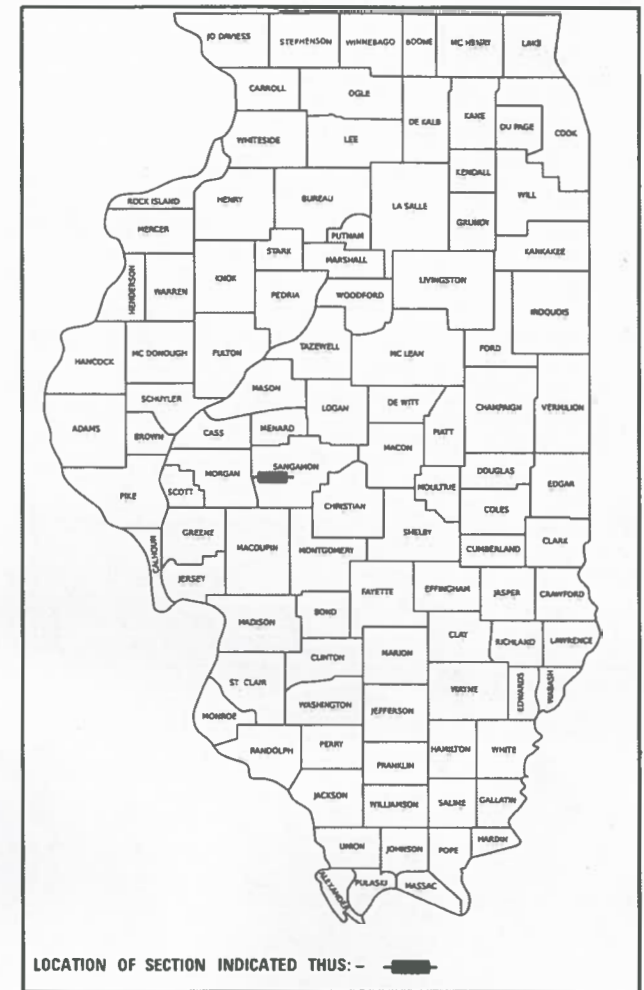 JO DAVIESS
STEPHENSON
WINNEBAGO
BOONE
MC HENRY
LAKE
CARROLL
OGLE
DE KALB
KANE
DU PAGE
COOK
WHITESIDE
LEE
KENDALL
WILL
ROCK ISLAND
HENRY
BUREAU
LA SALLE
GRUNDY
MERCER
PUTNAM
STARK
MARSHALL
KANKAKEE
HENDERSON
WARREN
KNOX
PEORIA
WOODFORD
LIVINGSTON
IROQUOIS
HANCOCK
MC DONOUGH
FULTON
TAZEWELL
MC LEAN
FORD
MASON
SCHUYLER
LOGAN
DE WITT
CHAMPAIGN
VERMILION
ADAMS
BROWN
CASS
MENARD
PIATT
MACON
PIKE
SCOTT
MORGAN
SANGAMON
MOULTRIE
DOUGLAS
EDGAR
CHRISTIAN
COLES
GREENE
MACOUPIN
MONTGOMERY
SHELBY
CUMBERLAND
CLARK
CALHOUN
JERSEY
FAYETTE
EFFINGHAM
JASPER
CRAWFORD
MADISON
BOND
CLAY
RICHLAND
LAWRENCE
CLINTON
MARION
ST. CLAIR
WAYNE
EDWARDS
WABASH
WASHINGTON
MONROE
JEFFERSON
RANDOLPH
PERRY
HAMILTON
WHITE
FRANKLIN
JACKSON
WILLIAMSON
SALINE
GALLATIN
UNION
JOHNSON
POPE
HARDIN
ALEXANDER
PULASKI
MASSAC
LOCATION OF SECTION INDICATED THUS:-